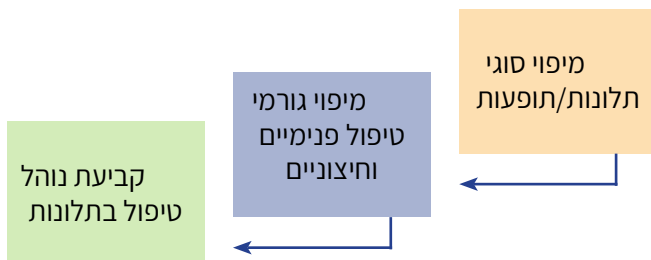 מיפוי סוגי
תלונות/תופעות
מיפוי גורמי
טיפול פנימיים
וחיצוניים
קביעת נוהל
טיפול בתלונות